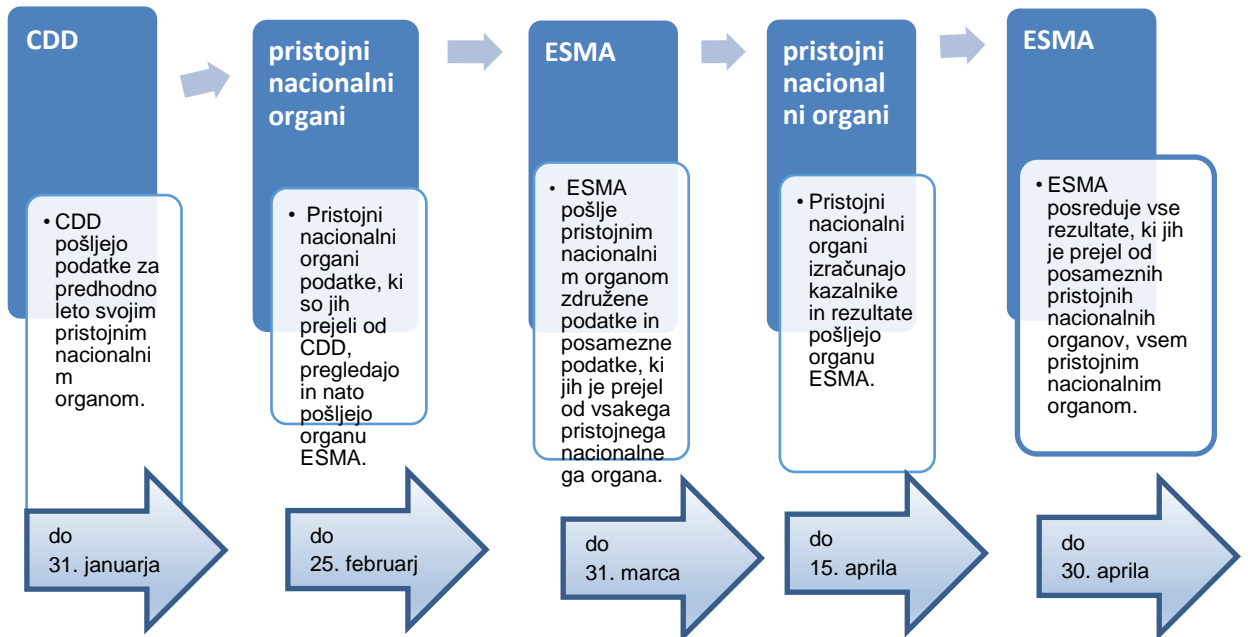 CDD
• CDD
pošljejo
podatke za
predhodno
leto svojim
pristojnim
nacionalni
m
organom.
do
31. januarja
pristojni
nacionalni
organi
• Pristojni
nacionalni
organi
podatke, ki
so jih
prejeli od
CDD,
pregledajo
in nato
pošljejo
organu
ESMA.
do
25. februarj
ESMA
• ESMA
pošlje
pristojnim
nacionalni
m organom
združene
podatke in
posamezne
podatke, ki
jih je prejel
od vsakega
pristojnega
nacionalne
ga organa.
do
31. marca
pristojni
nacional
ni organi
• Pristojni
nacionalni
organi
izračunajo
kazalnike
in rezultate
pošljejo
organu
ESMA.
do
15. aprila
ESMA
• ESMA
posreduje vse
rezultate, ki jih
je prejel od
posameznih
pristojnih
nacionalnih
organov, vsem
pristojnim
nacionalnim
organom.
do
30. aprila